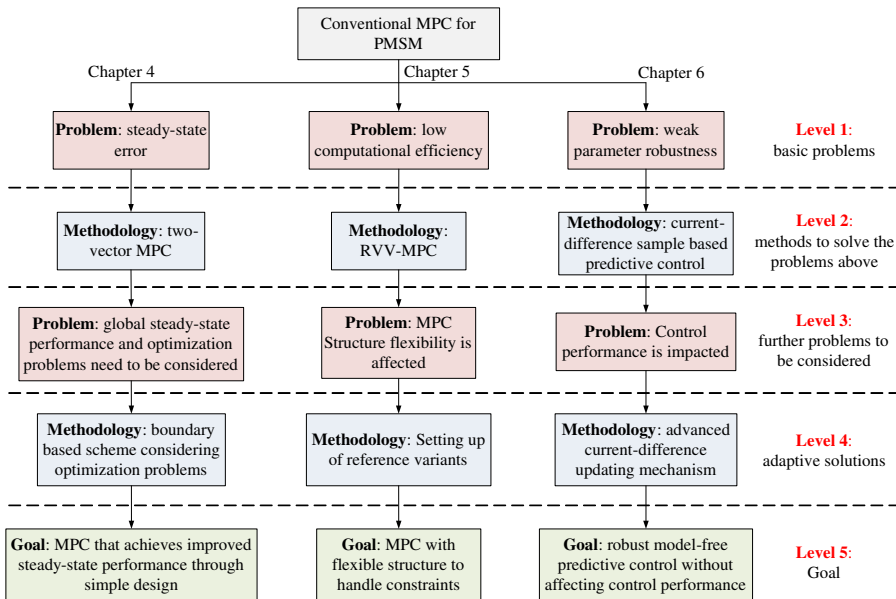 Conventional MPC for
PMSM
Chapter 4
Chapter 5
Chapter 6
Problem: steady-state
error
Problem: low
computational efficiency
Problem: weak
parameter robustness
Level 1:
basic problems
Methodology: two-
vector MPC
Methodology:
RVV-MPC
Methodology: current-
difference sample based
predictive control
Level 2:
methods to solve the
problems above
Problem: global steady-state
performance and optimization
problems need to be considered
Problem: MPC
Structure flexibility is
affected
Problem: Control
performance is impacted
Level 3:
further problems to
be considered
Methodology: boundary
based scheme considering
optimization problems
Methodology: Setting up
of reference variants
Methodology: advanced
current-difference
updating mechanism
Level 4:
adaptive solutions
Goal: MPC that achieves improved
steady-state performance through
simple design
Goal: MPC with
flexible structure to
handle constraints
Goal: robust model-free
predictive control without
affecting control performance
Level 5:
Goal